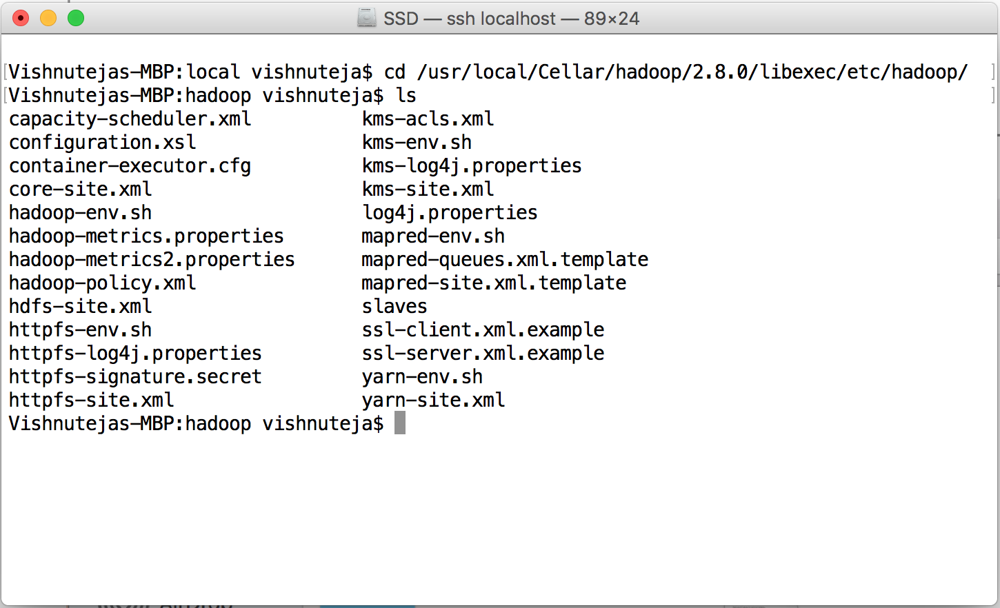 SSD — ssh localhost — 89×24
[Vishnutejas-MBP:local vishnuteja$ cd /usr/local/Cellar/hadoop/2.8.0/libexec/etc/hadoop/ ]
[Vishnutejas-MBP:hadoop vishnuteja$ ls ]
capacity-scheduler.xml kms-acls.xml
configuration.xsl kms-env.sh
container-executor.cfg kms-log4j.properties
core-site.xml kms-site.xml
hadoop-env.sh log4j.properties
hadoop-metrics.properties mapred-env.sh
hadoop-metrics2.properties mapred-queues.xml.template
hadoop-policy.xml mapred-site.xml.template
hdfs-site.xml slaves
httpfs-env.sh ssl-client.xml.example
httpfs-log4j.properties ssl-server.xml.example
httpfs-signature.secret yarn-env.sh
httpfs-site.xml yarn-site.xml
Vishnutejas-MBP:hadoop vishnuteja$
AirDrop